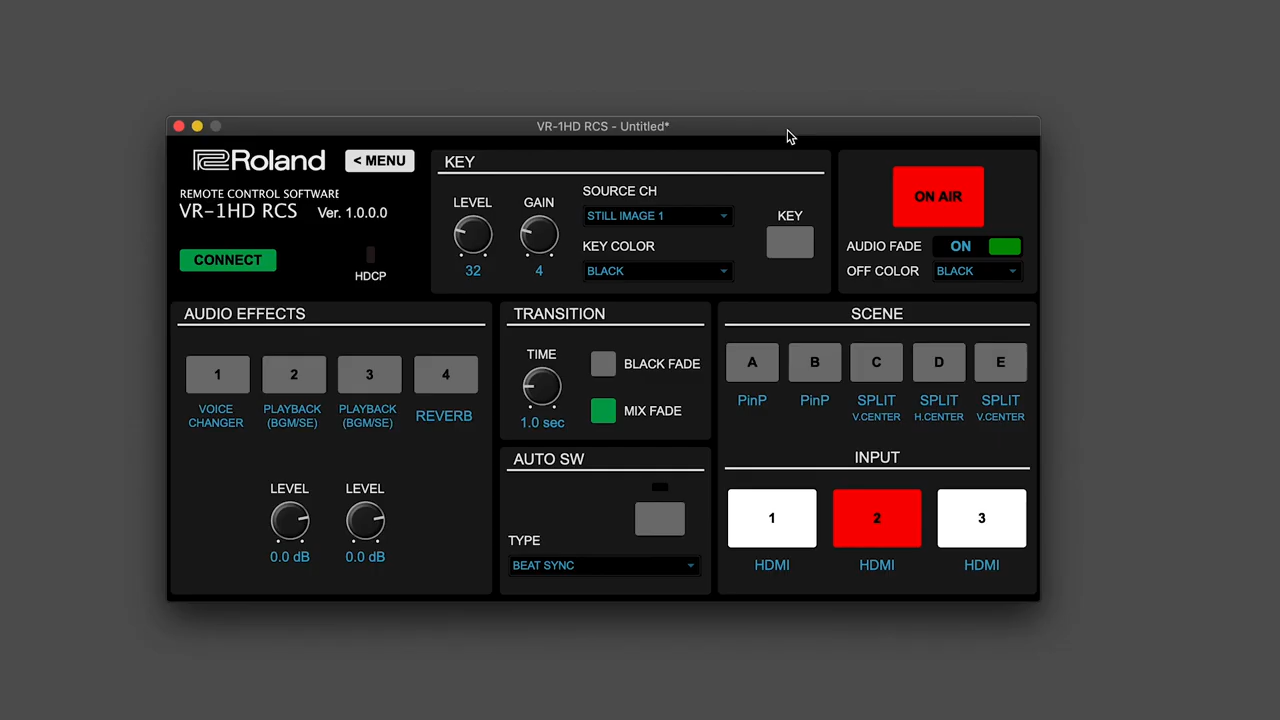 VR-1HD RCS - Untitled*
Roland
< MENU
REMOTE CONTROL SOFTWARE
VR-1HD RCS Ver. 1.0.0.0
CONNECT
HDCP
KEY
LEVEL
32
GAIN
4
SOURCE CH
STILL IMAGE 1
KEY COLOR
BLACK
KEY
ON AIR
AUDIO FADE ON
OFF COLOR BLACK
AUDIO EFFECTS
1 2 3 4
VOICE CHANGER
PLAYBACK (BGM/SE)
PLAYBACK (BGM/SE)
REVERB
LEVEL LEVEL
0.0 dB 0.0 dB
TRANSITION
TIME
1.0 sec
BLACK FADE
MIX FADE
AUTO SW
TYPE
BEAT SYNC
SCENE
A B C D E
PinP PinP SPLIT SPLIT SPLIT
V.CENTER H.CENTER V.CENTER
INPUT
1 2 3
HDMI HDMI HDMI